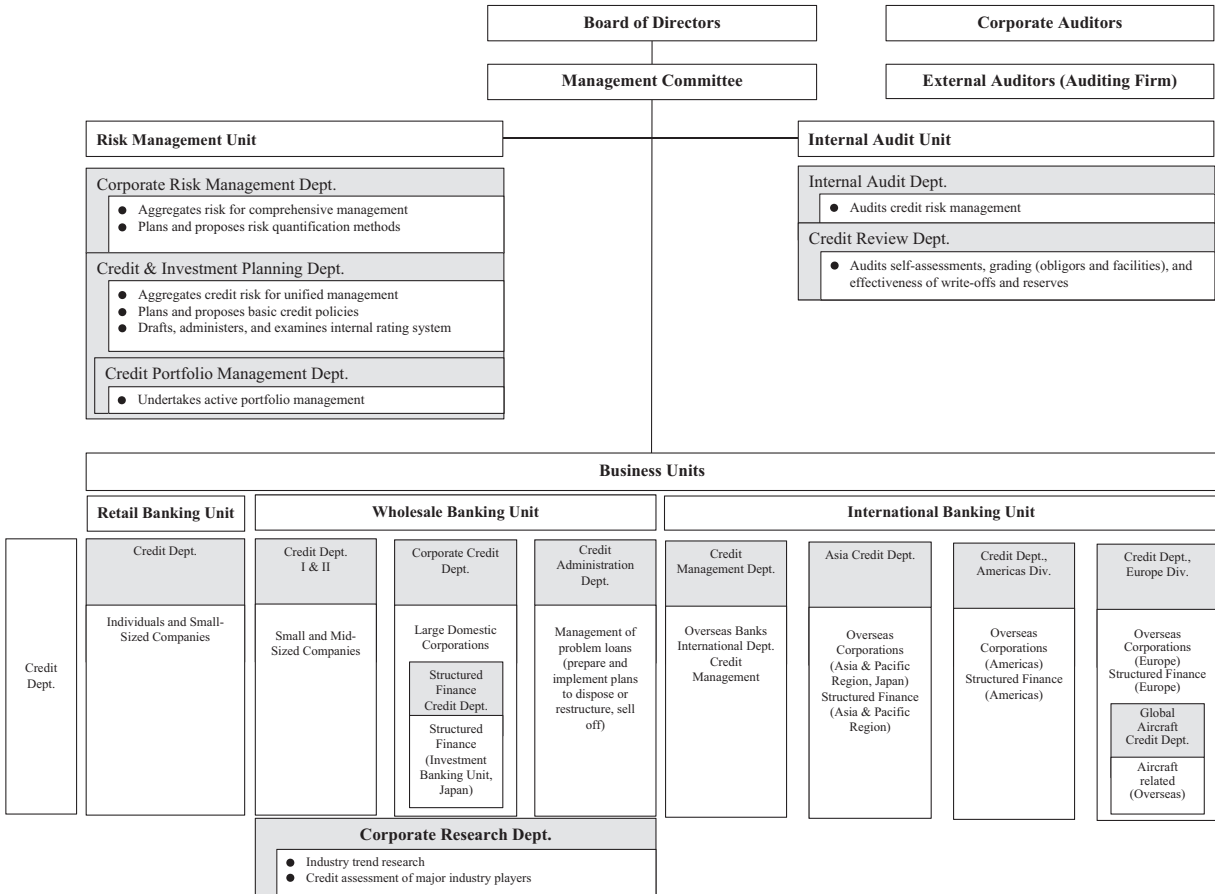 Board of Directors
Corporate Auditors
Management Committee
External Auditors (Auditing Firm)
Risk Management Unit
Internal Audit Unit
Corporate Risk Management Dept.
● Aggregates risk for comprehensive management
● Plans and proposes risk quantification methods
Credit & Investment Planning Dept.
● Aggregates credit risk for unified management
● Plans and proposes basic credit policies
● Drafts, administers, and examines internal rating system
Credit Portfolio Management Dept.
● Undertakes active portfolio management
Internal Audit Dept.
● Audits credit risk management
Credit Review Dept.
● Audits self-assessments, grading (obligors and facilities), and
effectiveness of write-offs and reserves
Business Units
Retail Banking Unit
Wholesale Banking Unit
International Banking Unit
Credit
Dept.
Credit Dept.
Individuals and Small-
Sized Companies
Credit Dept.
I & II
Small and Mid-
Sized Companies
Corporate Credit
Dept.
Large Domestic
Corporations
Structured
Finance
Credit Dept.
Structured
Finance
(Investment
Banking Unit,
Japan)
Credit
Administration
Dept.
Management of
problem loans
(prepare and
implement plans
to dispose or
restructure, sell
off)
Credit
Management Dept.
Overseas Banks
International Dept.
Credit
Management
Asia Credit Dept.
Overseas
Corporations
(Asia & Pacific
Region, Japan)
Structured Finance
(Asia & Pacific
Region)
Credit Dept.,
Americas Div.
Overseas
Corporations
(Americas)
Structured Finance
(Americas)
Credit Dept.,
Europe Div.
Overseas
Corporations
(Europe)
Structured Finance
(Europe)
Global
Aircraft
Credit Dept.
Aircraft
related
(Overseas)
Corporate Research Dept.
● Industry trend research
● Credit assessment of major industry players